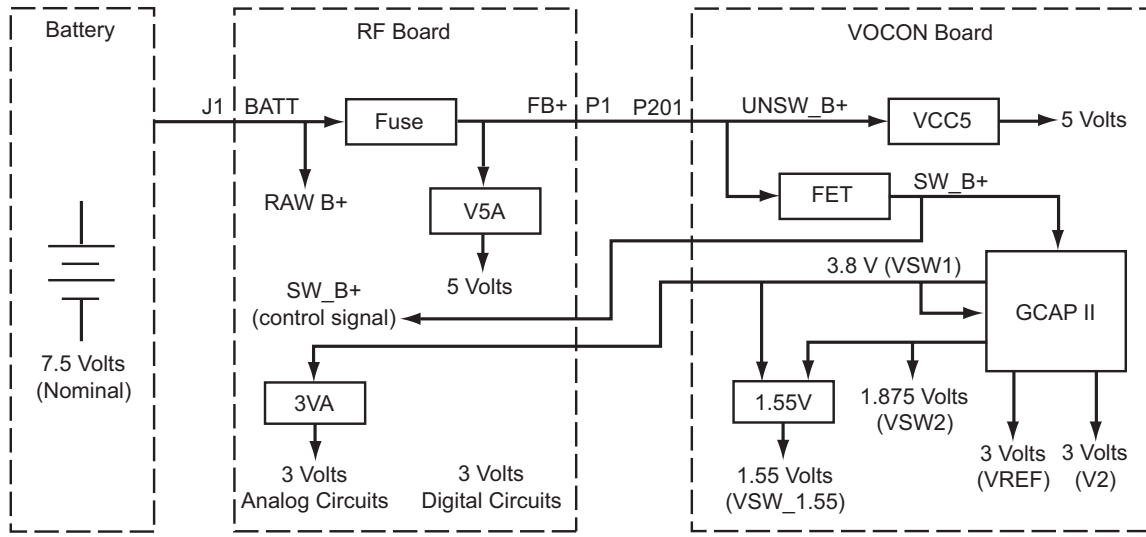 Battery
RF Board
VOCON Board
J1
BATT
Fuse
FB+
P1
P201
UNSW_B+
VCC5
5 Volts
RAW B+
V5A
FET
SW_B+
5 Volts
3.8 V (VSW1)
SW_B+
(control signal)
GCAP II
7.5 Volts
(Nominal)
3VA
1.55V
1.875 Volts
(VSW2)
3 Volts
Analog Circuits
3 Volts
Digital Circuits
1.55 Volts
(VSW_1.55)
3 Volts
(VREF)
3 Volts
(V2)